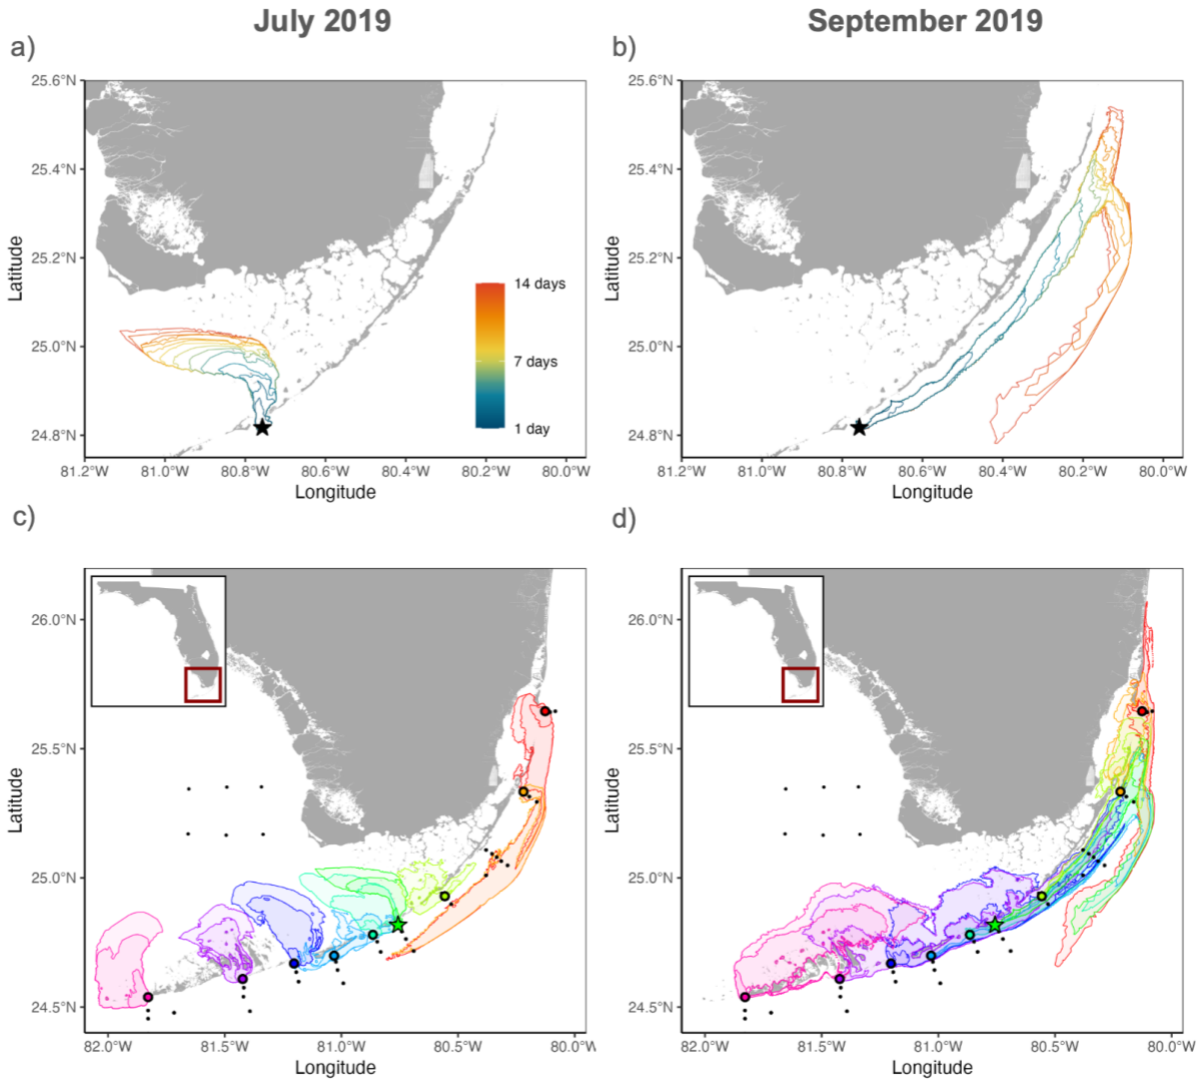 July 2019
September 2019
a)
b)
25.6°N
25.4°N
25.2°N
25.0°N
24.8°N
Latitude
14 days
7 days
1 day
81.2°W
81.0°W
80.8°W
80.6°W
80.4°W
80.2°W
80.0°W
Longitude
25.6°N
25.4°N
25.2°N
25.0°N
24.8°N
Latitude
81.2°W
81.0°W
80.8°W
80.6°W
80.4°W
80.2°W
80.0°W
Longitude
c)
d)
26.0°N
25.5°N
25.0°N
24.5°N
Latitude
82.0°W
81.5°W
81.0°W
80.5°W
80.0°W
Longitude
26.0°N
25.5°N
25.0°N
24.5°N
Latitude
82.0°W
81.5°W
81.0°W
80.5°W
80.0°W
Longitude